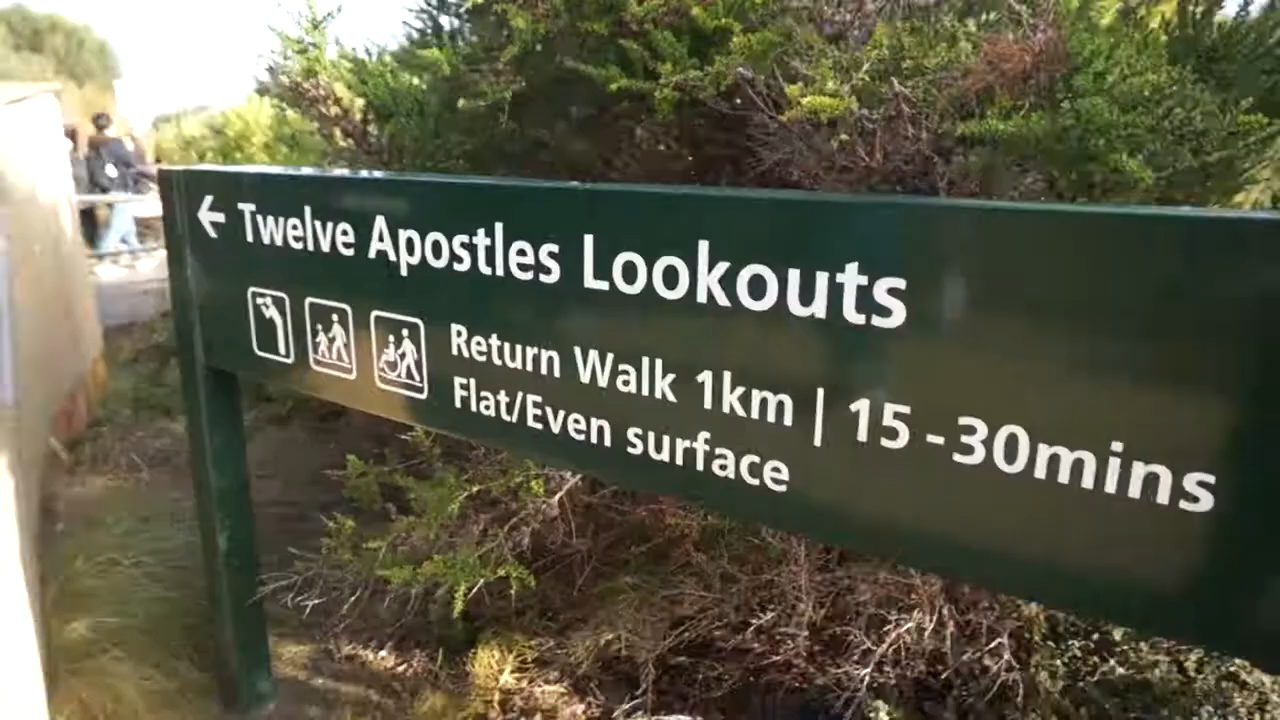 ← Twelve Apostles Lookouts
Return Walk 1km | 15-30mins
Flat/Even surface